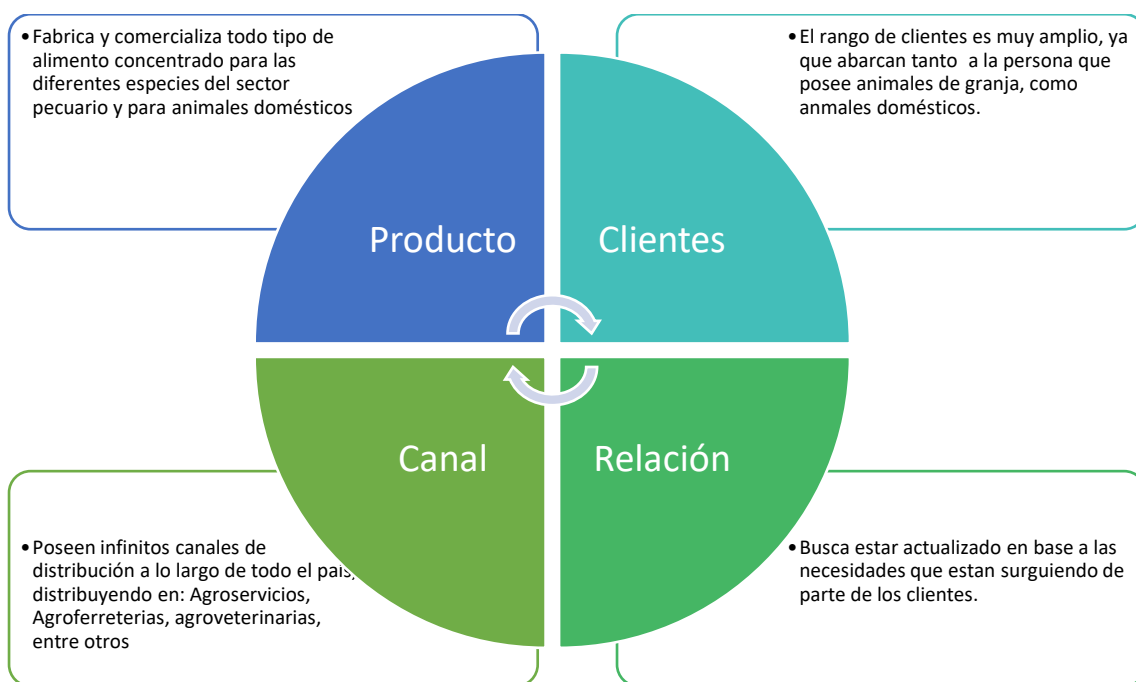 • Fabrica y comercializa todo tipo de
alimento concentrado para las
diferentes especies del sector
pecuario y para animales domésticos
• El rango de clientes es muy amplio, ya
que abarcan tanto a la persona que
posee animales de granja, como
anmales domésticos.
Producto
Clientes
Canal
Relación
• Poseen infinitos canales de
distribución a lo largo de todo el país,
distribuyendo en: Agroservicios,
Agroferreterias, agroveterinarias,
entre otros
• Busca estar actualizado en base a las
necesidades que estan surguiendo de
parte de los clientes.